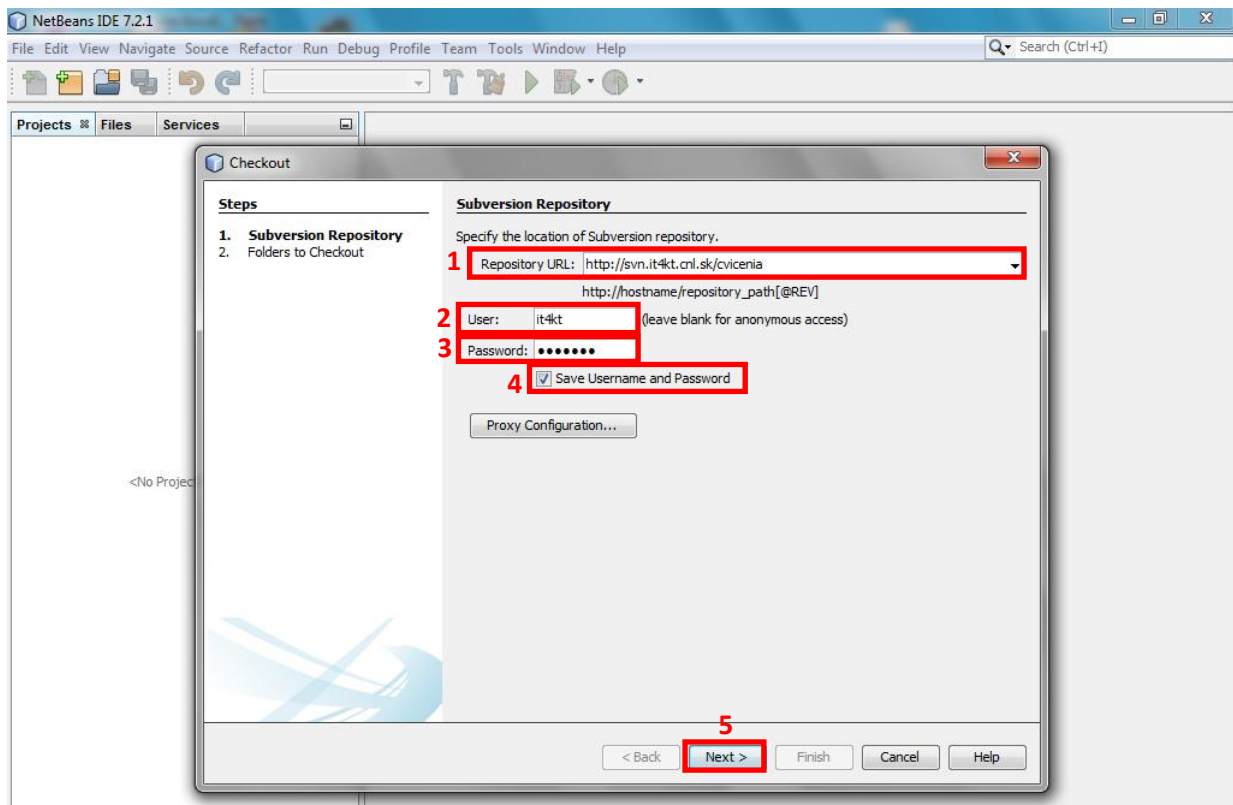 NetBeans IDE 7.2.1
File Edit View Navigate Source Refactor Run Debug Profile Team Tools Window Help
Search (Ctrl+I)
Projects Files Services
Checkout
Steps
1. Subversion Repository
2. Folders to Checkout
Subversion Repository
Specify the location of Subversion repository.
1 Repository URL: http://svn.it4kt.cnl.sk/cvicenia
http://hostname/repository_path[@REV]
2 User: it4kt (leave blank for anonymous access)
3 Password: •••••••
4 Save Username and Password
Proxy Configuration...
<No Projec
5
< Back Next > Finish Cancel Help